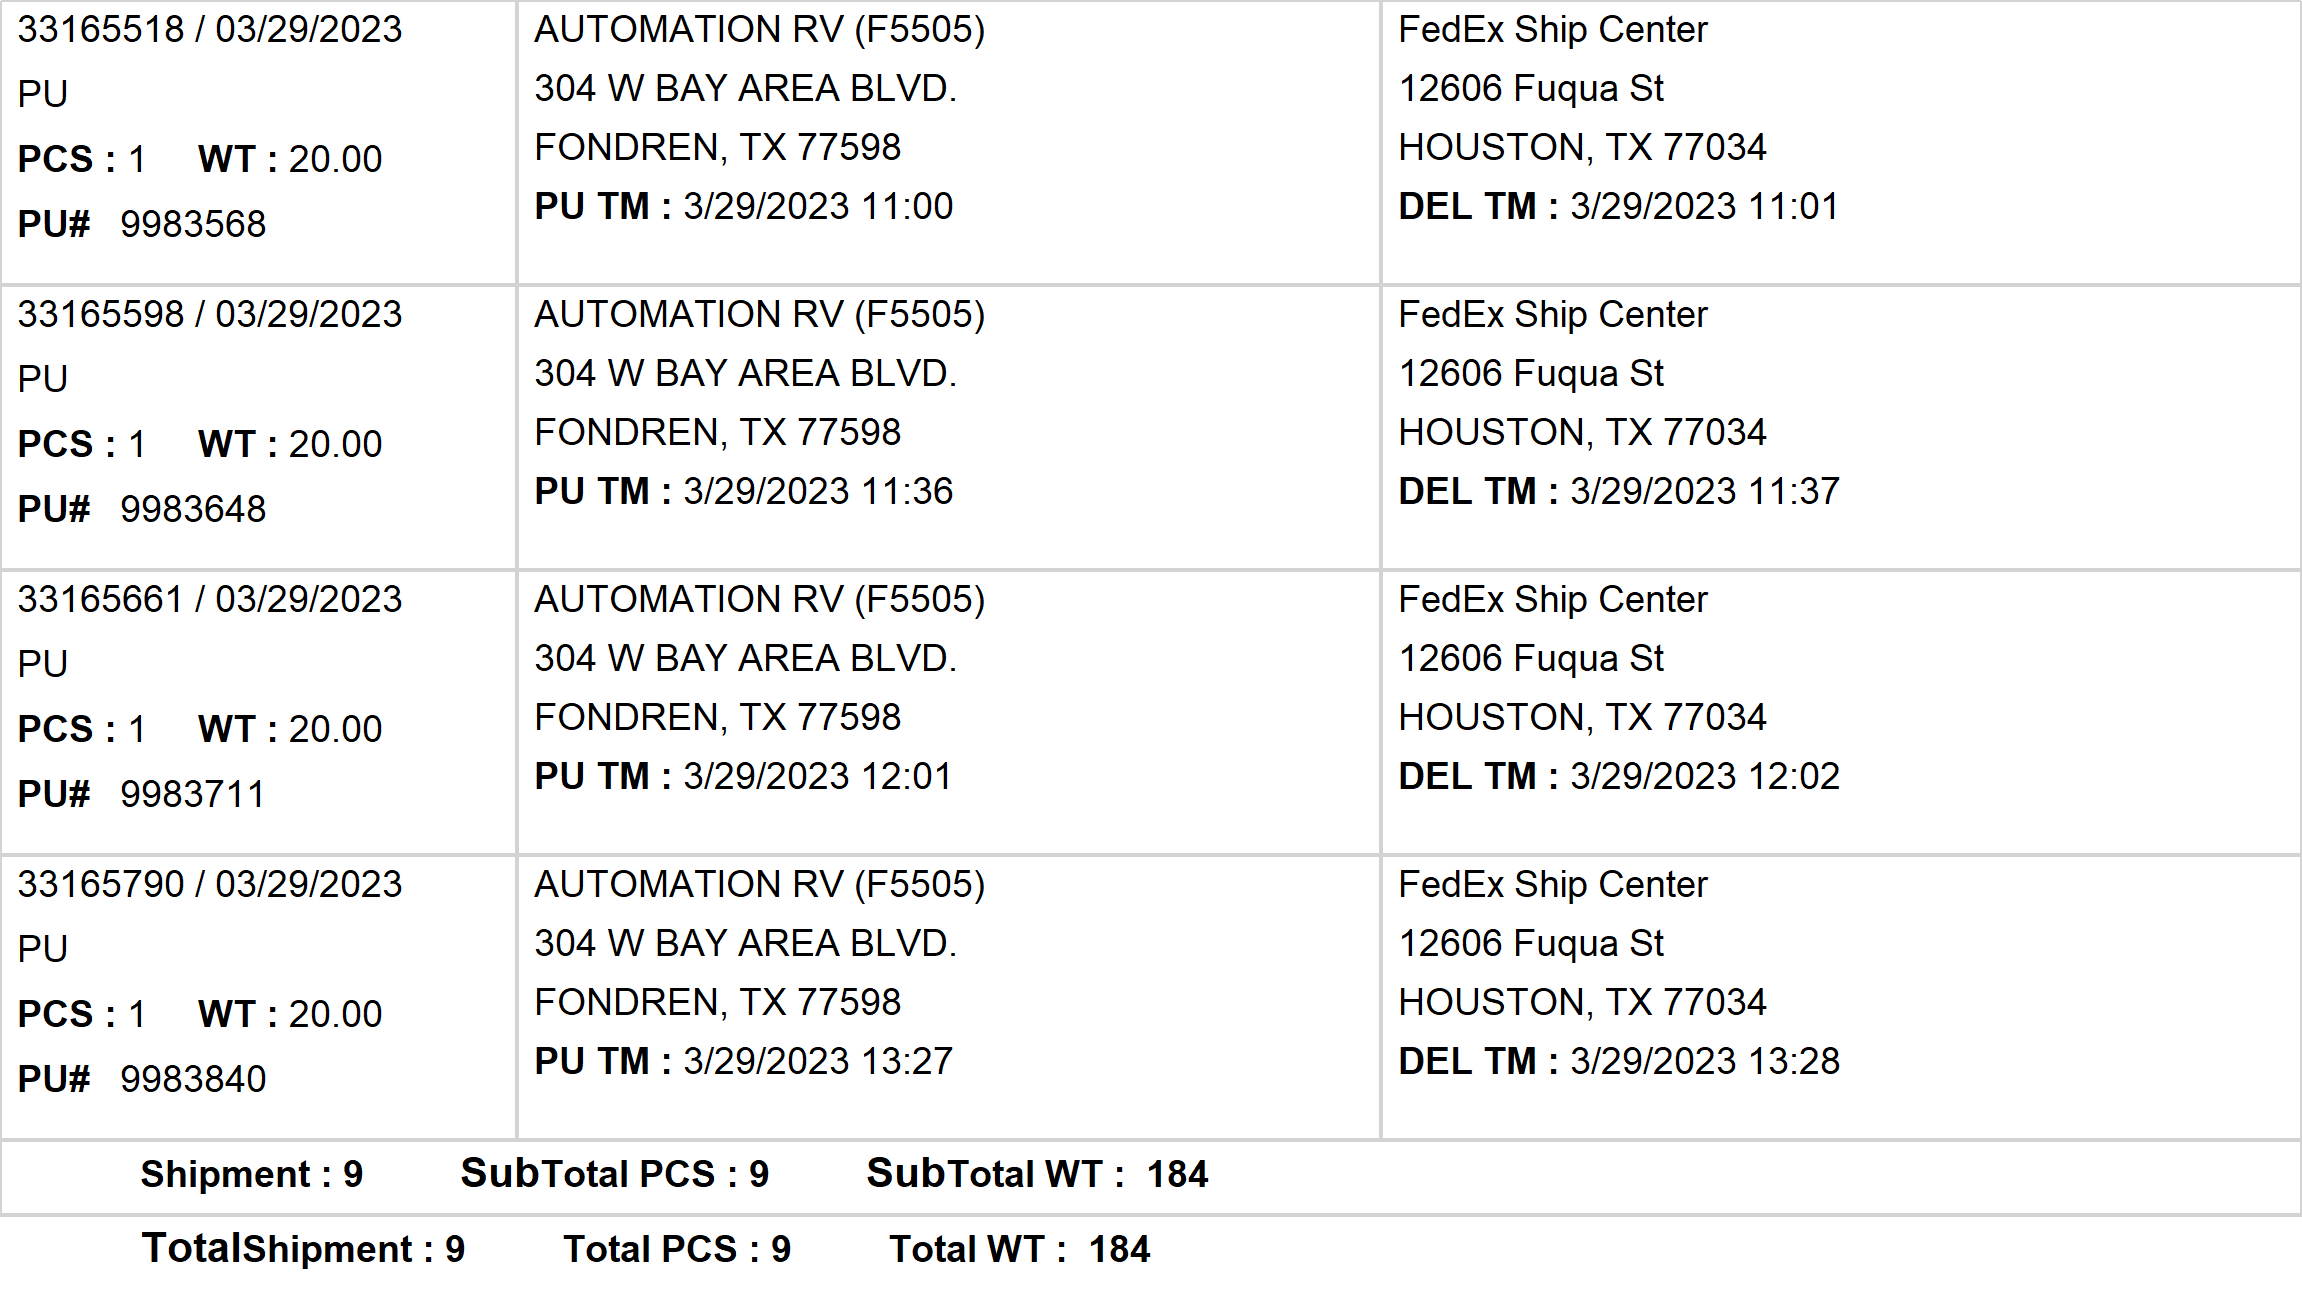 33165518 / 03/29/2023
PU
PCS : 1 WT : 20.00
PU# 9983568
AUTOMATION RV (F5505)
304 W BAY AREA BLVD.
FONDREN, TX 77598
PU TM : 3/29/2023 11:00
FedEx Ship Center
12606 Fuqua St
HOUSTON, TX 77034
DEL TM : 3/29/2023 11:01
33165598 / 03/29/2023
PU
PCS : 1 WT : 20.00
PU# 9983648
AUTOMATION RV (F5505)
304 W BAY AREA BLVD.
FONDREN, TX 77598
PU TM : 3/29/2023 11:36
FedEx Ship Center
12606 Fuqua St
HOUSTON, TX 77034
DEL TM : 3/29/2023 11:37
33165661 / 03/29/2023
PU
PCS : 1 WT : 20.00
PU# 9983711
AUTOMATION RV (F5505)
304 W BAY AREA BLVD.
FONDREN, TX 77598
PU TM : 3/29/2023 12:01
FedEx Ship Center
12606 Fuqua St
HOUSTON, TX 77034
DEL TM : 3/29/2023 12:02
33165790 / 03/29/2023
PU
PCS : 1 WT : 20.00
PU# 9983840
AUTOMATION RV (F5505)
304 W BAY AREA BLVD.
FONDREN, TX 77598
PU TM : 3/29/2023 13:27
FedEx Ship Center
12606 Fuqua St
HOUSTON, TX 77034
DEL TM : 3/29/2023 13:28
Shipment : 9 SubTotal PCS : 9 SubTotal WT : 184
TotalShipment : 9 Total PCS : 9 Total WT : 184